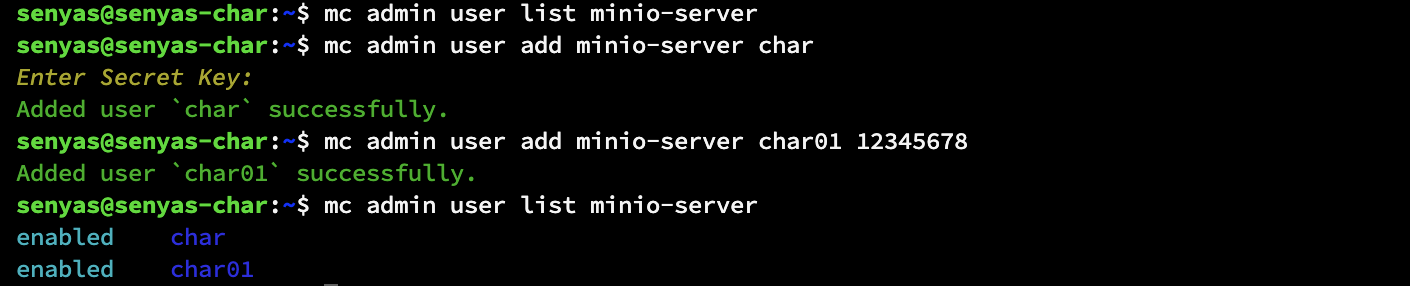 senyas@senyas-char:~$ mc admin user list minio-server
senyas@senyas-char:~$ mc admin user add minio-server char
Enter Secret Key:
Added user `char` successfully.
senyas@senyas-char:~$ mc admin user add minio-server char01 12345678
Added user `char01` successfully.
senyas@senyas-char:~$ mc admin user list minio-server
enabled    char
enabled    char01